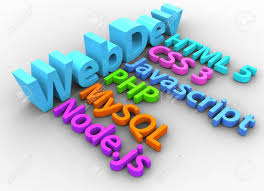 WebDev
HTML 5
CSS 3
Javascript
PHP
MySQL
Node.js